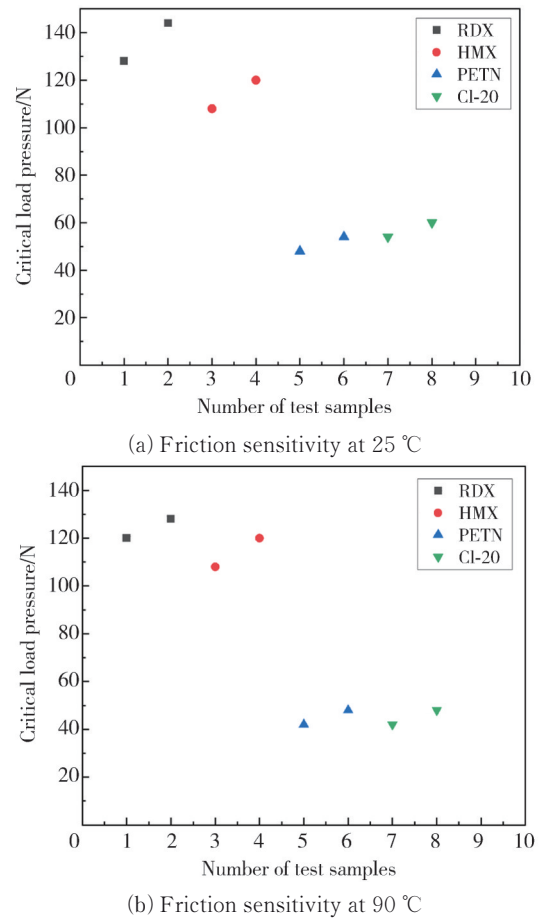 140
120
100
80
60
40
20
0
Critical load pressure/N
RDX
HMX
PETN
Cl-20
1 2 3 4 5 6 7 8 9 10
Number of test samples
(a) Friction sensitivity at 25 ℃
140
120
100
80
60
40
20
0
Critical load pressure/N
RDX
HMX
PETN
Cl-20
1 2 3 4 5 6 7 8 9 10
Number of test samples
(b) Friction sensitivity at 90 ℃